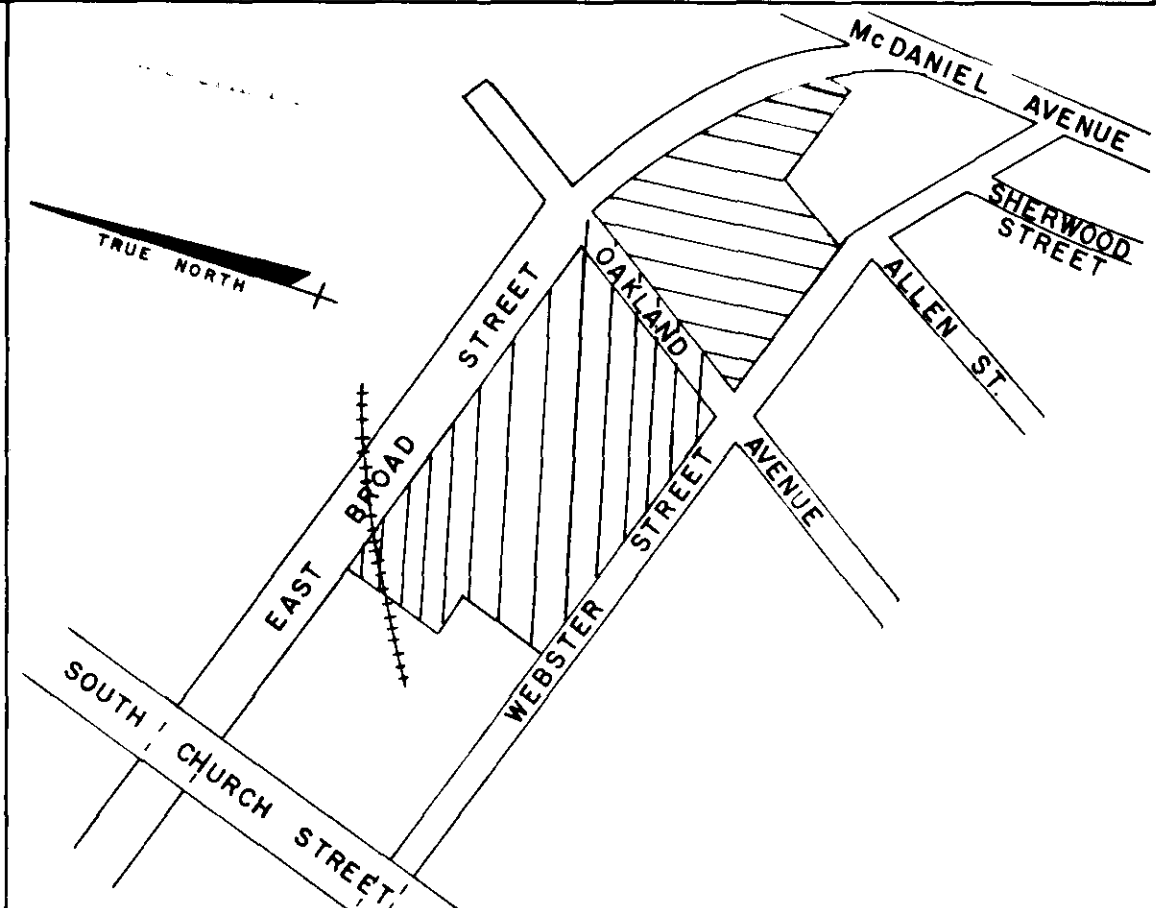 McDANIEL AVENUE
SHERWOOD
STREET
TRUE NORTH
OAKLAND
AVENUE
ALLEN ST.
EAST BROAD STREET
WEBSTER STREET
SOUTH CHURCH STREET